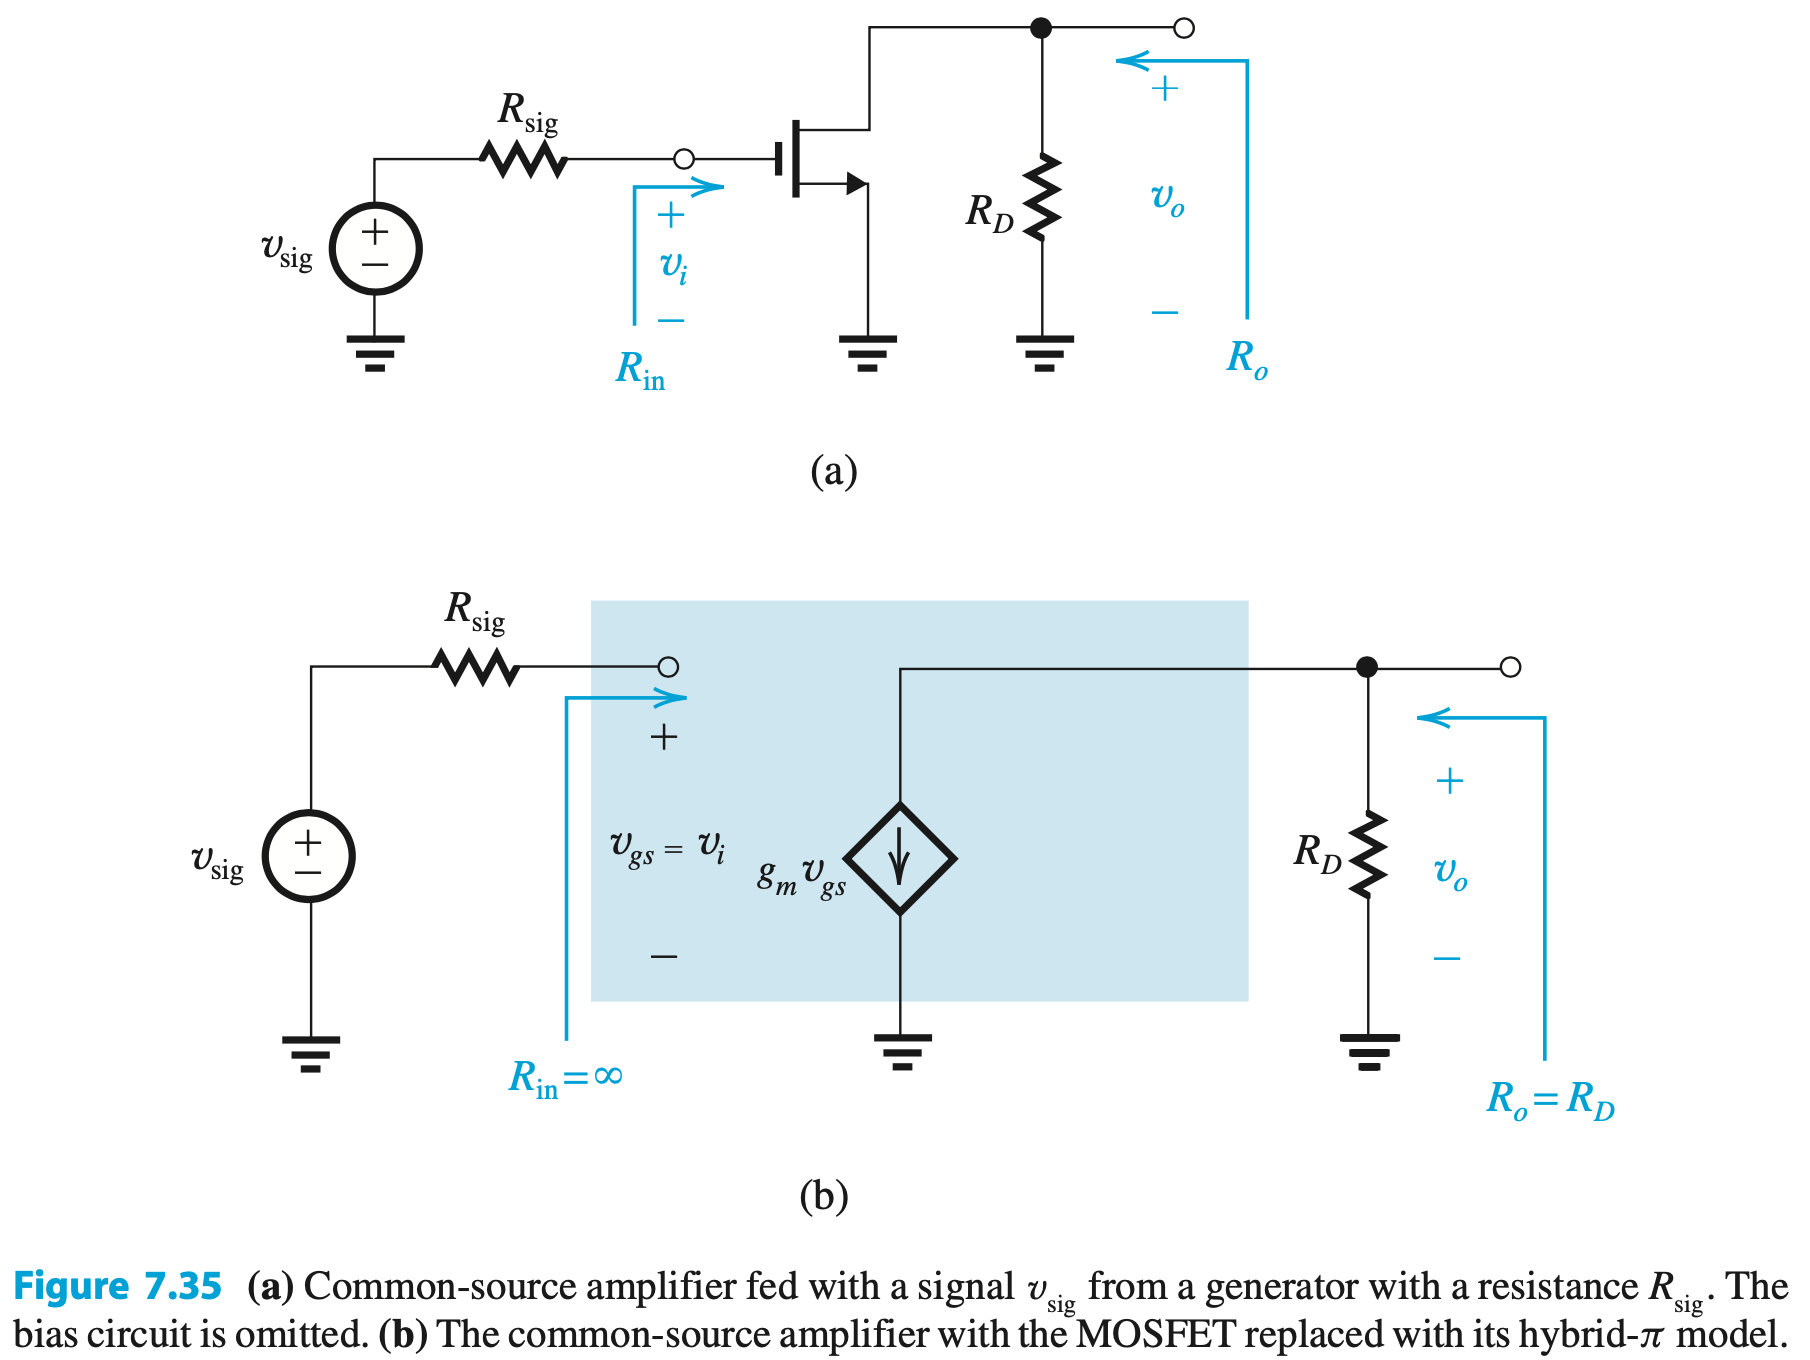 R_sig
+
−
v_sig
+
v_i
−
R_in
R_D
+
v_o
−
R_o
(a)
R_sig
+
−
v_sig
+
v_gs = v_i
−
g_m v_gs
R_in = ∞
R_D
+
v_o
−
R_o = R_D
(b)
Figure 7.35 (a) Common-source amplifier fed with a signal v_sig from a generator with a resistance R_sig. The
bias circuit is omitted. (b) The common-source amplifier with the MOSFET replaced with its hybrid-π model.